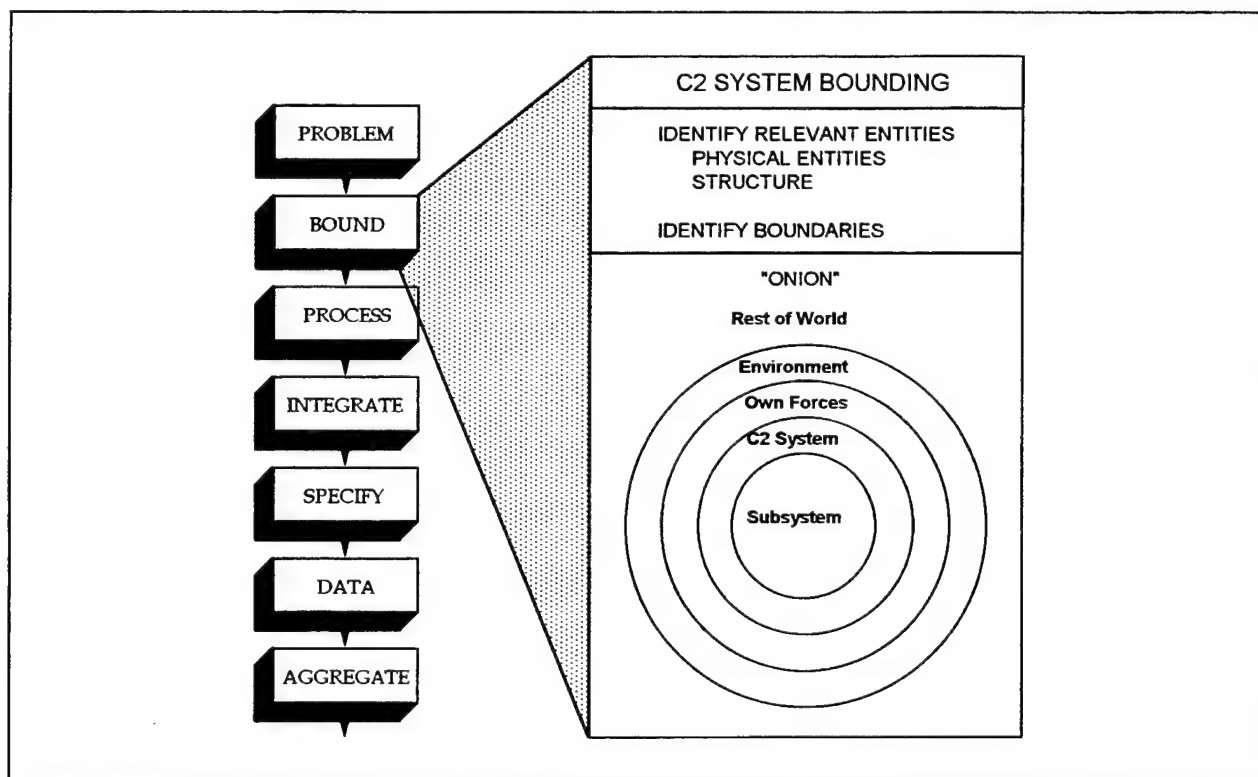 PROBLEM
BOUND
PROCESS
INTEGRATE
SPECIFY
DATA
AGGREGATE
C2 SYSTEM BOUNDING
IDENTIFY RELEVANT ENTITIES
PHYSICAL ENTITIES
STRUCTURE
IDENTIFY BOUNDARIES
"ONION"
Rest of World
Environment
Own Forces
C2 System
Subsystem